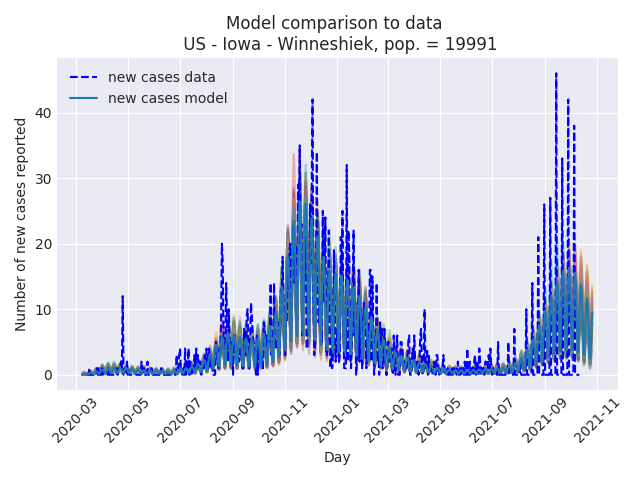 Model comparison to data
US - Iowa - Winneshiek, pop. = 19991
new cases data
new cases model
Number of new cases reported
40
30
20
10
0
2020-03
2020-05
2020-07
2020-09
2020-11
2021-01
2021-03
2021-05
2021-07
2021-09
2021-11
Day